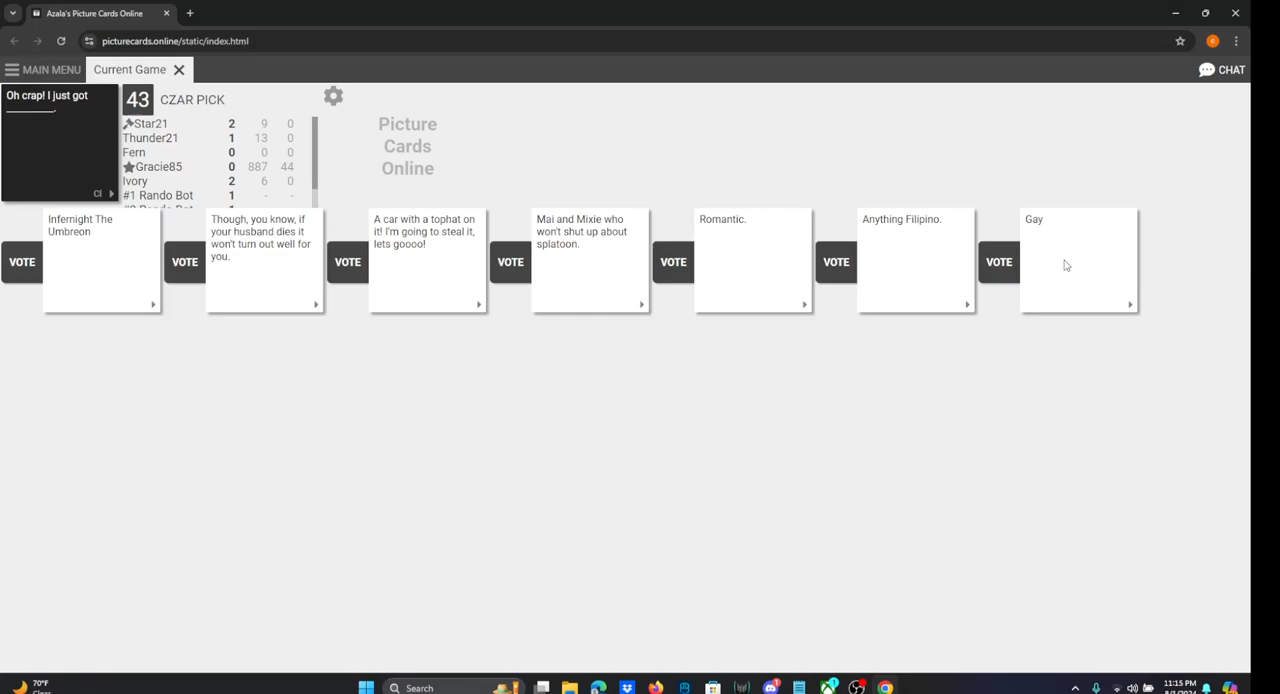 Azala's Picture Cards Online
picturecards.online/static/index.html
MAIN MENU
Current Game
CHAT
Oh crap! I just got
________.
CI
43 CZAR PICK
Star21 2 9 0
Thunder21 1 13 0
Fern 0 0 0
Gracie85 0 887 44
Ivory 2 6 0
#1 Rando Bot 1 - -
Picture
Cards
Online
VOTE
Infernight The
Umbreon
VOTE
Though, you know, if
your husband dies it
won't turn out well for
you.
VOTE
A car with a tophat on
it! I'm going to steal it,
lets goooo!
VOTE
Mai and Mixie who
won't shut up about
splatoon.
VOTE
Romantic.
VOTE
Anything Filipino.
VOTE
Gay
70°F
Clear
Search
11:15 PM